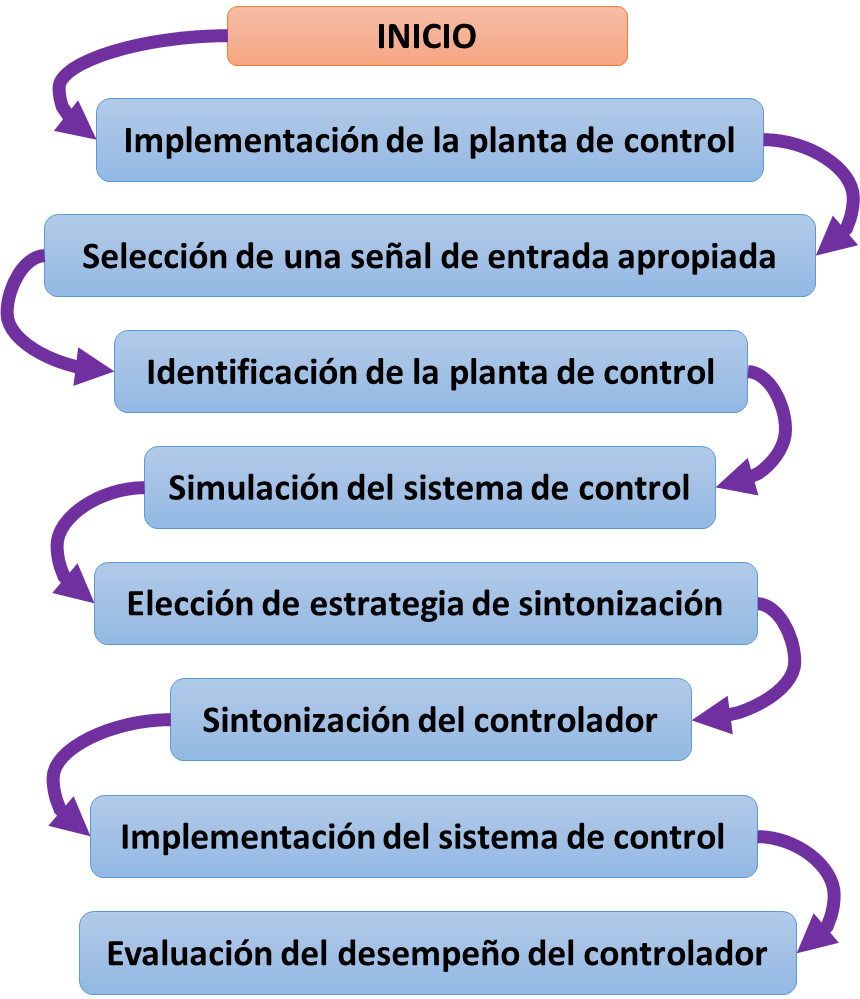 INICIO
Implementación de la planta de control
Selección de una señal de entrada apropiada
Identificación de la planta de control
Simulación del sistema de control
Elección de estrategia de sintonización
Sintonización del controlador
Implementación del sistema de control
Evaluación del desempeño del controlador